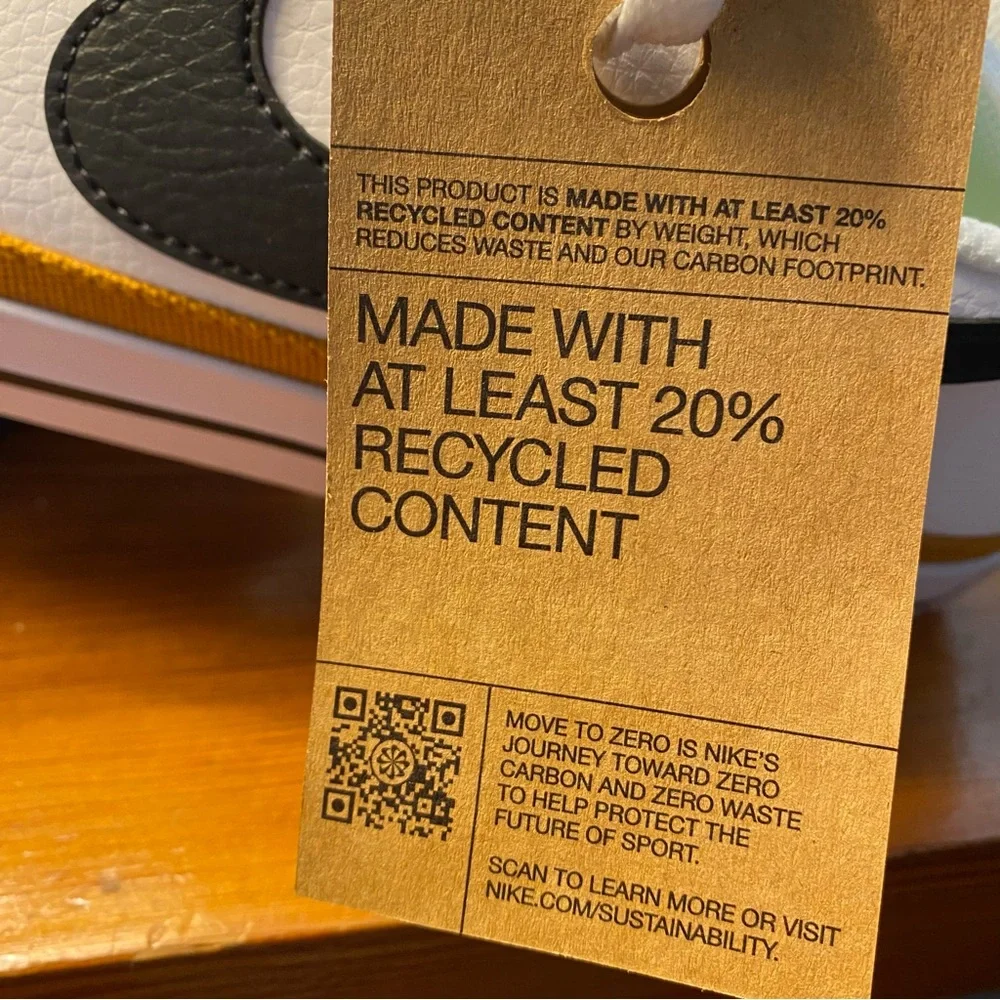 THIS PRODUCT IS MADE WITH AT LEAST 20%
RECYCLED CONTENT BY WEIGHT, WHICH
REDUCES WASTE AND OUR CARBON FOOTPRINT.
MADE WITH
AT LEAST 20%
RECYCLED
CONTENT
MOVE TO ZERO IS NIKE'S
JOURNEY TOWARD ZERO
CARBON AND ZERO WASTE
TO HELP PROTECT THE
FUTURE OF SPORT.
SCAN TO LEARN MORE OR VISIT
NIKE.COM/SUSTAINABILITY.